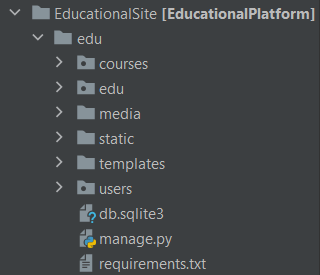 EducationalSite [EducationalPlatform]
edu
courses
edu
media
static
templates
users
db.sqlite3
manage.py
requirements.txt